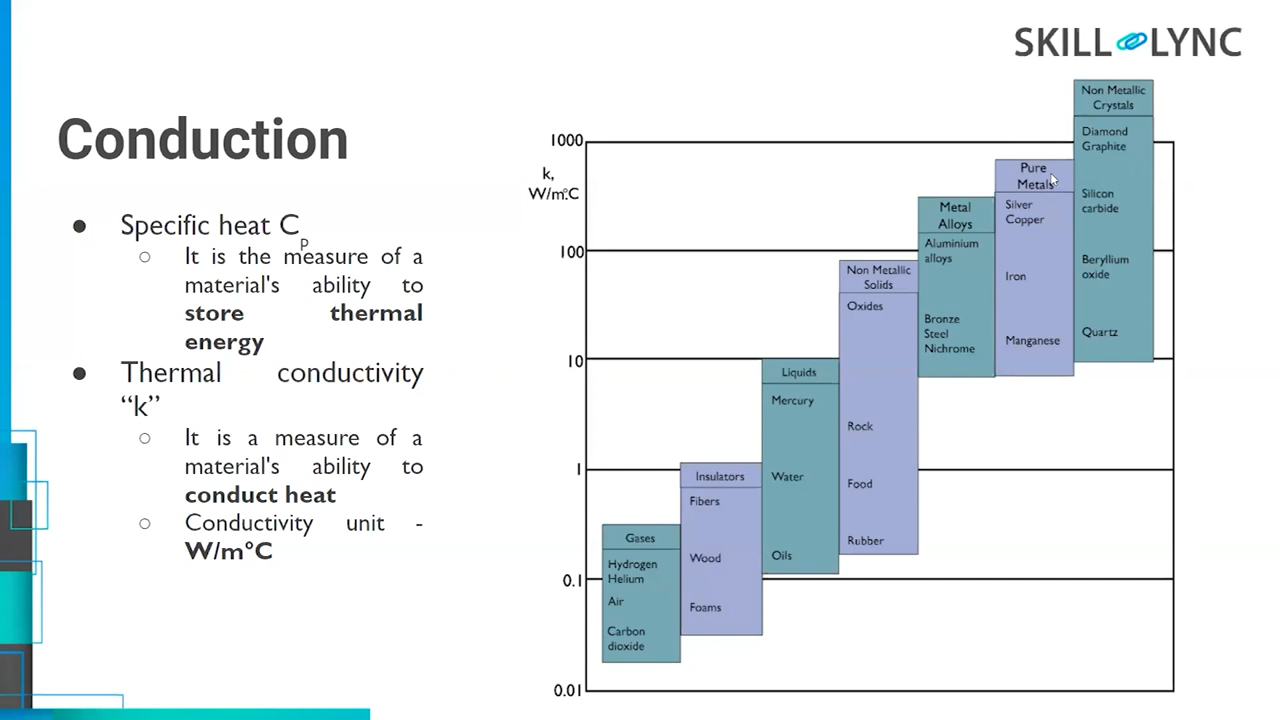 SKILL LYNC
Conduction
● Specific heat C
P
○ It is the measure of a
material's ability to
store thermal
energy
● Thermal conductivity
“k”
○ It is a measure of a
material's ability to
conduct heat
○ Conductivity unit -
W/m°C
k,
W/m°C
1000
100
10
1
0.1
0.01
Gases
Hydrogen
Helium
Air
Carbon
dioxide
Insulators
Fibers
Wood
Foams
Liquids
Mercury
Water
Oils
Non Metallic
Solids
Oxides
Rock
Food
Rubber
Metal
Alloys
Aluminium
alloys
Bronze
Steel
Nichrome
Pure
Metals
Silver
Copper
Iron
Manganese
Non Metallic
Crystals
Diamond
Graphite
Silicon
carbide
Beryllium
oxide
Quartz